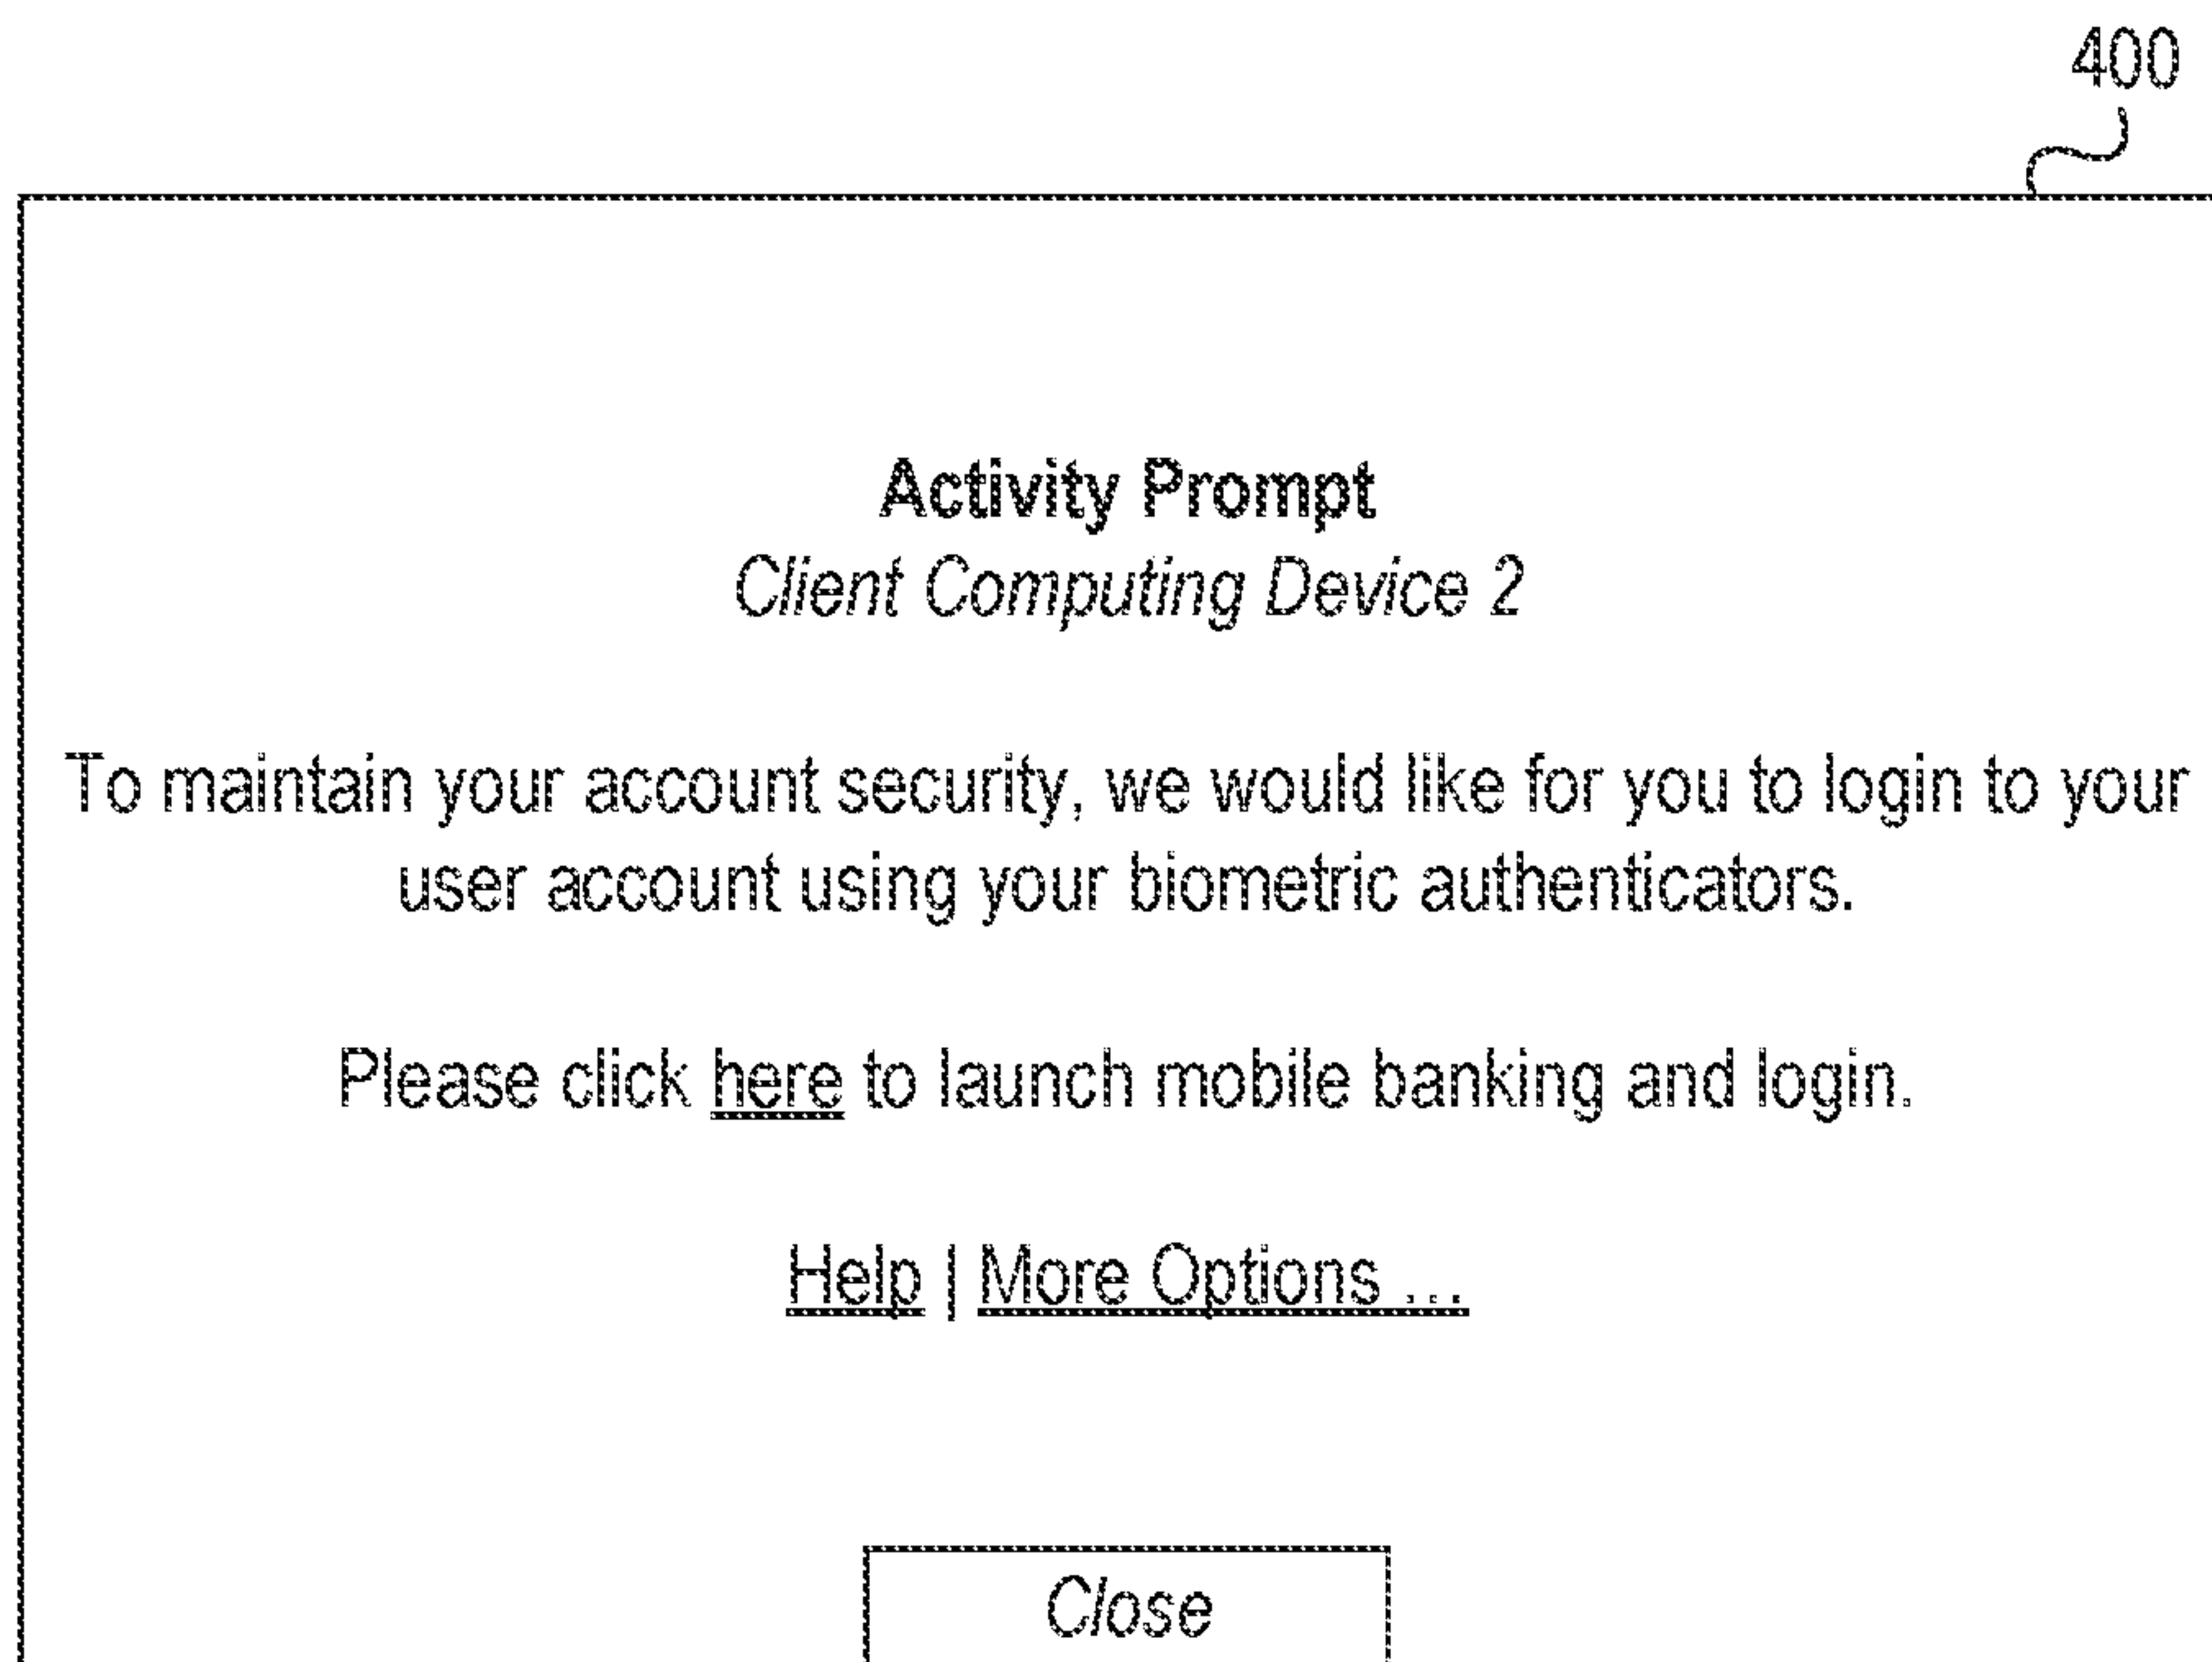 400
Activity Prompt
Client Computing Device 2
To maintain your account security, we would like for you to login to your
user account using your biometric authenticators.
Please click here to launch mobile banking and login.
Help | More Options ...
Close